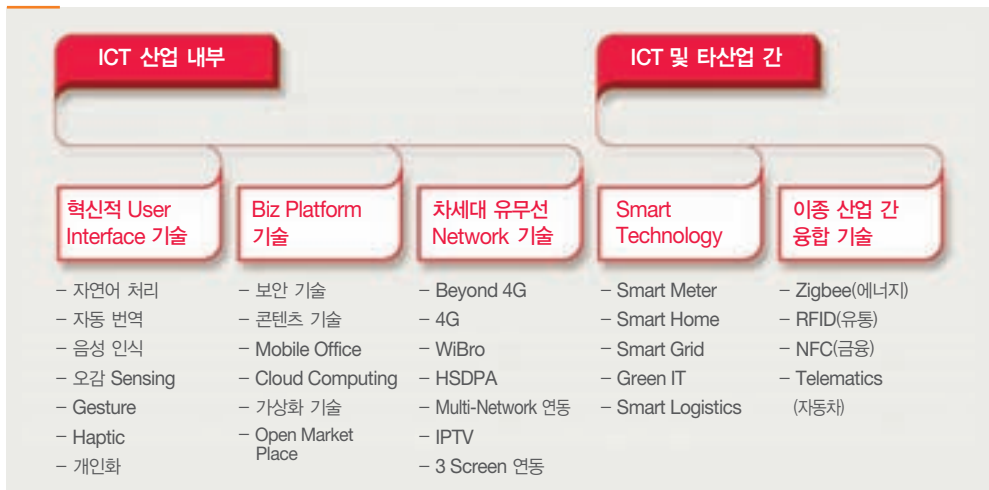 ICT 산업 내부
ICT 및 타산업 간
혁신적 User
Interface 기술
– 자연어 처리
– 자동 번역
– 음성 인식
– 오감 Sensing
– Gesture
– Haptic
– 개인화
Biz Platform
기술
– 보안 기술
– 콘텐츠 기술
– Mobile Office
– Cloud Computing
– 가상화 기술
– Open Market
Place
차세대 유무선
Network 기술
– Beyond 4G
– 4G
– WiBro
– HSDPA
– Multi-Network 연동
– IPTV
– 3 Screen 연동
Smart
Technology
– Smart Meter
– Smart Home
– Smart Grid
– Green IT
– Smart Logistics
이종 산업 간
융합 기술
– Zigbee(에너지)
– RFID(유통)
– NFC(금융)
– Telematics
(자동차)